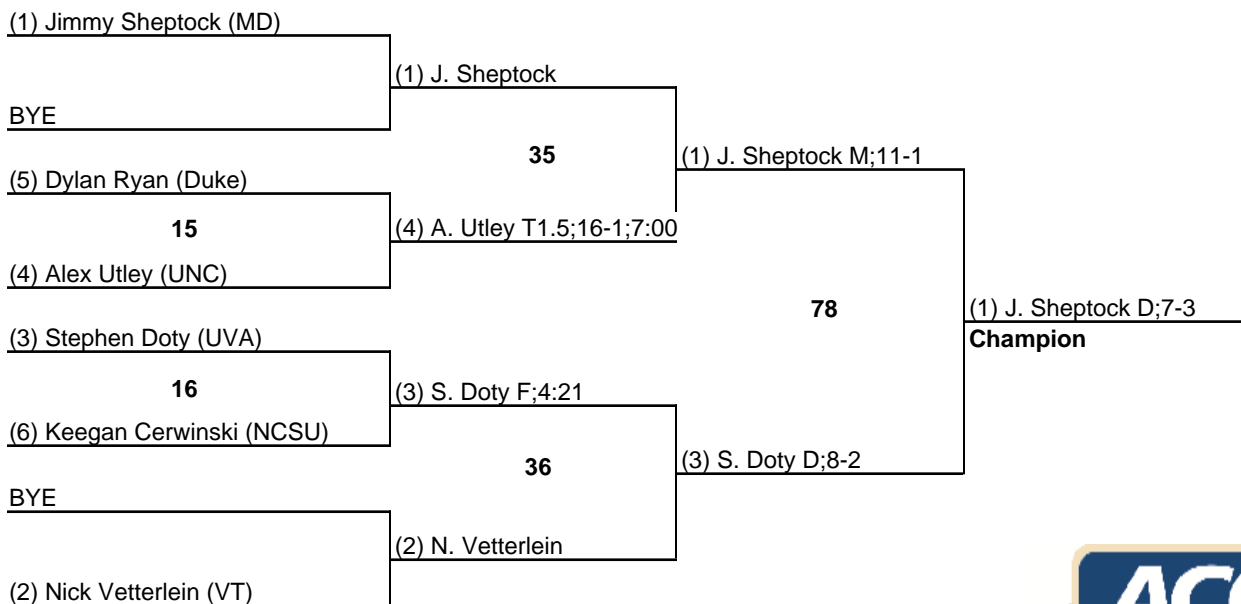 (1) Jimmy Sheptock (MD)
(1) J. Sheptock
BYE
35
(1) J. Sheptock M;11-1
(5) Dylan Ryan (Duke)
15
(4) A. Utley T1.5;16-1;7:00
(4) Alex Utley (UNC)
78
(1) J. Sheptock D;7-3
Champion
(3) Stephen Doty (UVA)
16
(3) S. Doty F;4:21
(6) Keegan Cerwinski (NCSU)
36
(3) S. Doty D;8-2
BYE
(2) N. Vetterlein
(2) Nick Vetterlein (VT)
ACC